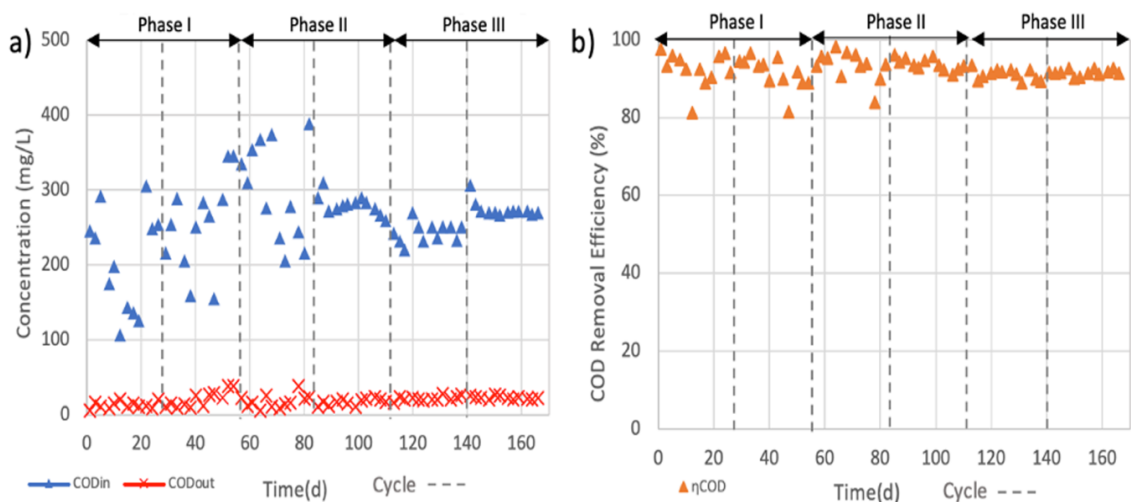 a)
Phase I
Phase II
Phase III
500
400
300
200
100
0
Concentration (mg/L)
0
20
40
60
80
100
120
140
160
CODin
CODout
Time(d)
Cycle
b)
Phase I
Phase II
Phase III
100
80
60
40
20
0
COD Removal Efficiency (%)
0
20
40
60
80
100
120
140
160
ηCOD
Time(d)
Cycle